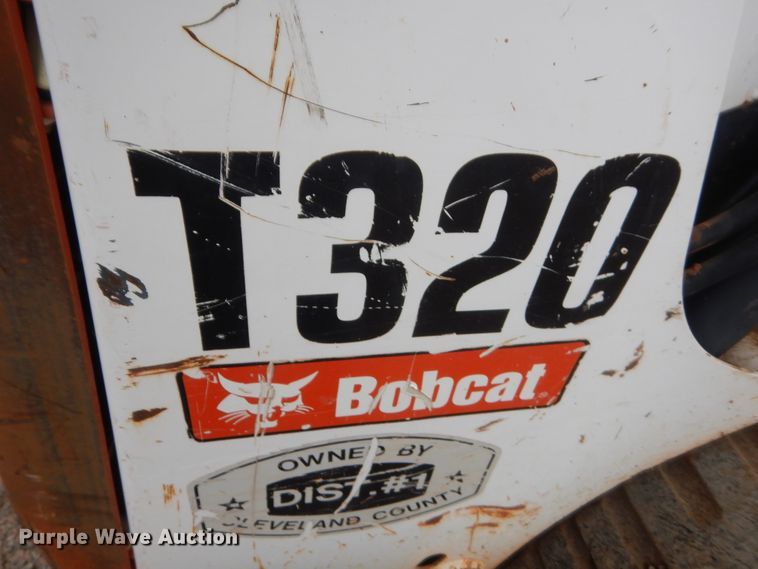 T320
Bobcat
OWNED BY
DIST. #1
CLEVELAND COUNTY
Purple Wave Auction